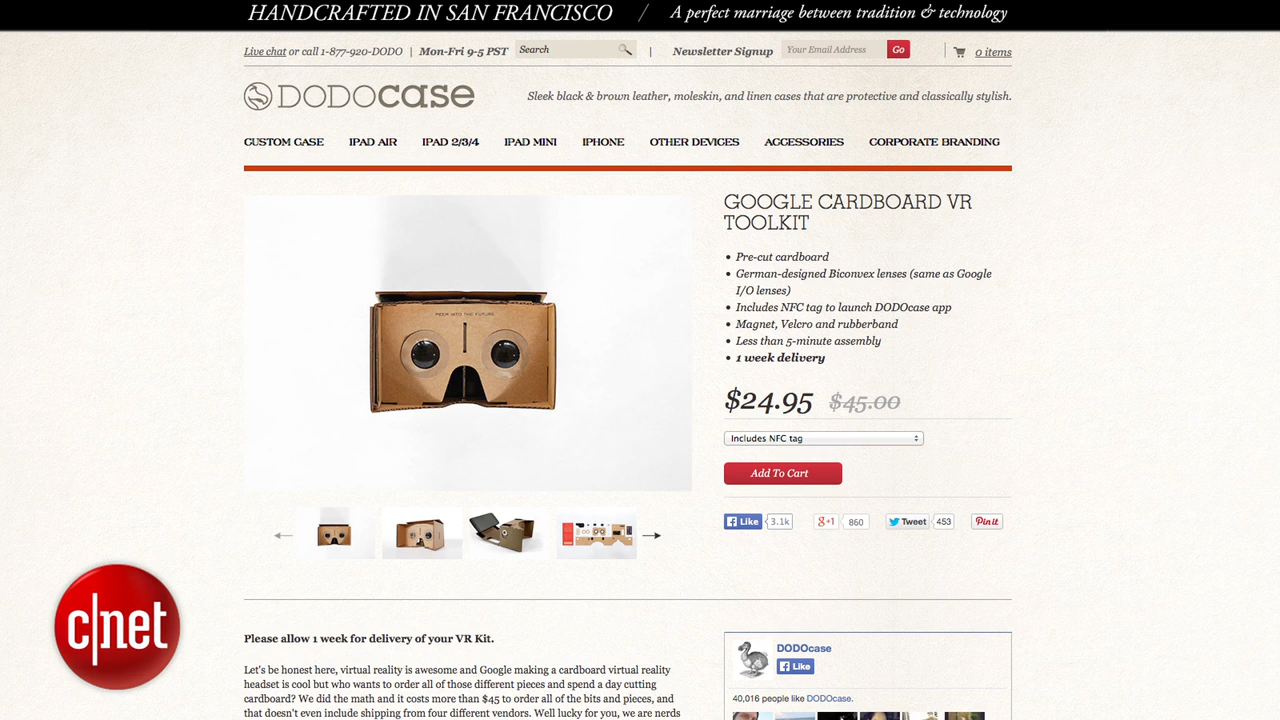 HANDCRAFTED IN SAN FRANCISCO / A perfect marriage between tradition & technology
Live chat or call 1-877-920-DODO | Mon-Fri 9-5 PST Search | Newsletter Signup Your Email Address Go 0 items
DODOcase Sleek black & brown leather, moleskin, and linen cases that are protective and classically stylish.
CUSTOM CASE IPAD AIR IPAD 2/3/4 IPAD MINI IPHONE OTHER DEVICES ACCESSORIES CORPORATE BRANDING
GOOGLE CARDBOARD VR
TOOLKIT
• Pre-cut cardboard
• German-designed Biconvex lenses (same as Google
I/O lenses)
• Includes NFC tag to launch DODOcase app
• Magnet, Velcro and rubberband
• Less than 5-minute assembly
• 1 week delivery
PEER INTO THE FUTURE
$24.95 $45.00
Includes NFC tag
Add To Cart
Like 3.1k g+1 860 Tweet 453 Pin it
c|net
Please allow 1 week for delivery of your VR Kit.
Let's be honest here, virtual reality is awesome and Google making a cardboard virtual reality
headset is cool but who wants to order all of those different pieces and spend a day cutting
cardboard? We did the math and it costs more than $45 to order all of the bits and pieces, and
that doesn't even include shipping from four different vendors. Well lucky for you, we are nerds
DODOcase
Like
40,016 people like DODOcase.